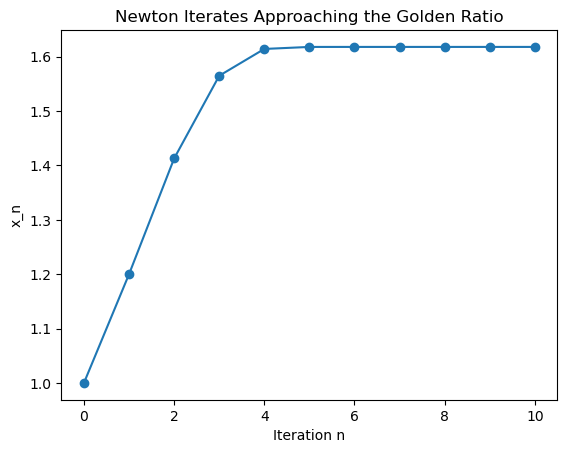 Newton Iterates Approaching the Golden Ratio
1.6
1.5
1.4
1.3
1.2
1.1
1.0
x_n
0 2 4 6 8 10
Iteration n